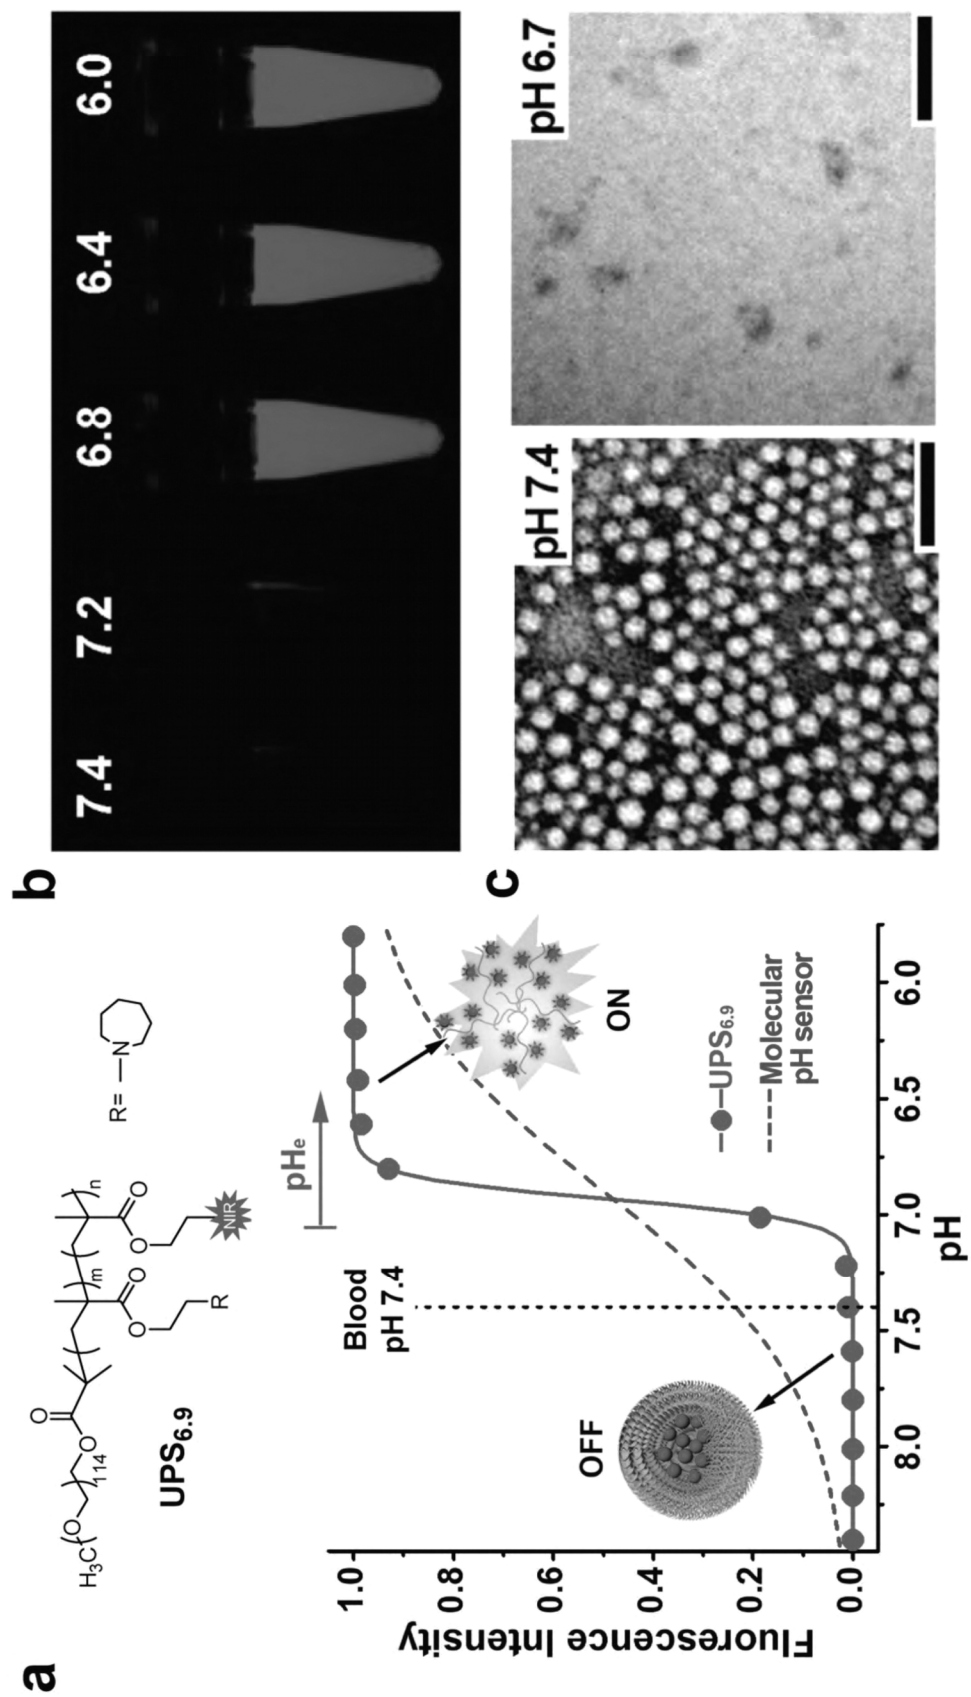 a
H₃C
O
114
O
O
m
O
O
R
n
O
O
NIR
R=
N
UPS₆.₉
Fluorescence Intensity
1.0
0.8
0.6
0.4
0.2
0.0
OFF
Blood
pH 7.4
pHₑ
ON
UPS₆.₉
Molecular
pH sensor
8.0
7.5
7.0
6.5
6.0
pH
b
7.4
7.2
6.8
6.4
6.0
c
pH 7.4
pH 6.7